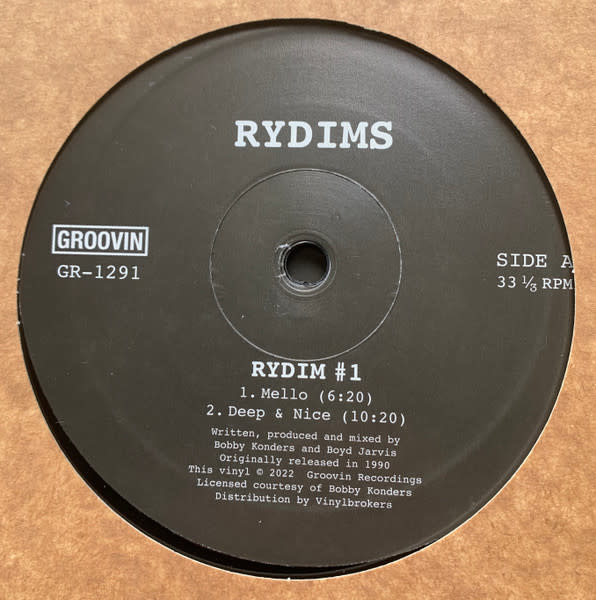 RYDIMS
GROOVIN
GR-1291
SIDE A
33 ⅓ RPM
RYDIM #1
1. Mello (6:20)
2. Deep & Nice (10:20)
Written, produced and mixed by
Bobby Konders and Boyd Jarvis
Originally released in 1990
This vinyl © 2022 Groovin Recordings
Licensed courtesy of Bobby Konders
Distribution by Vinylbrokers